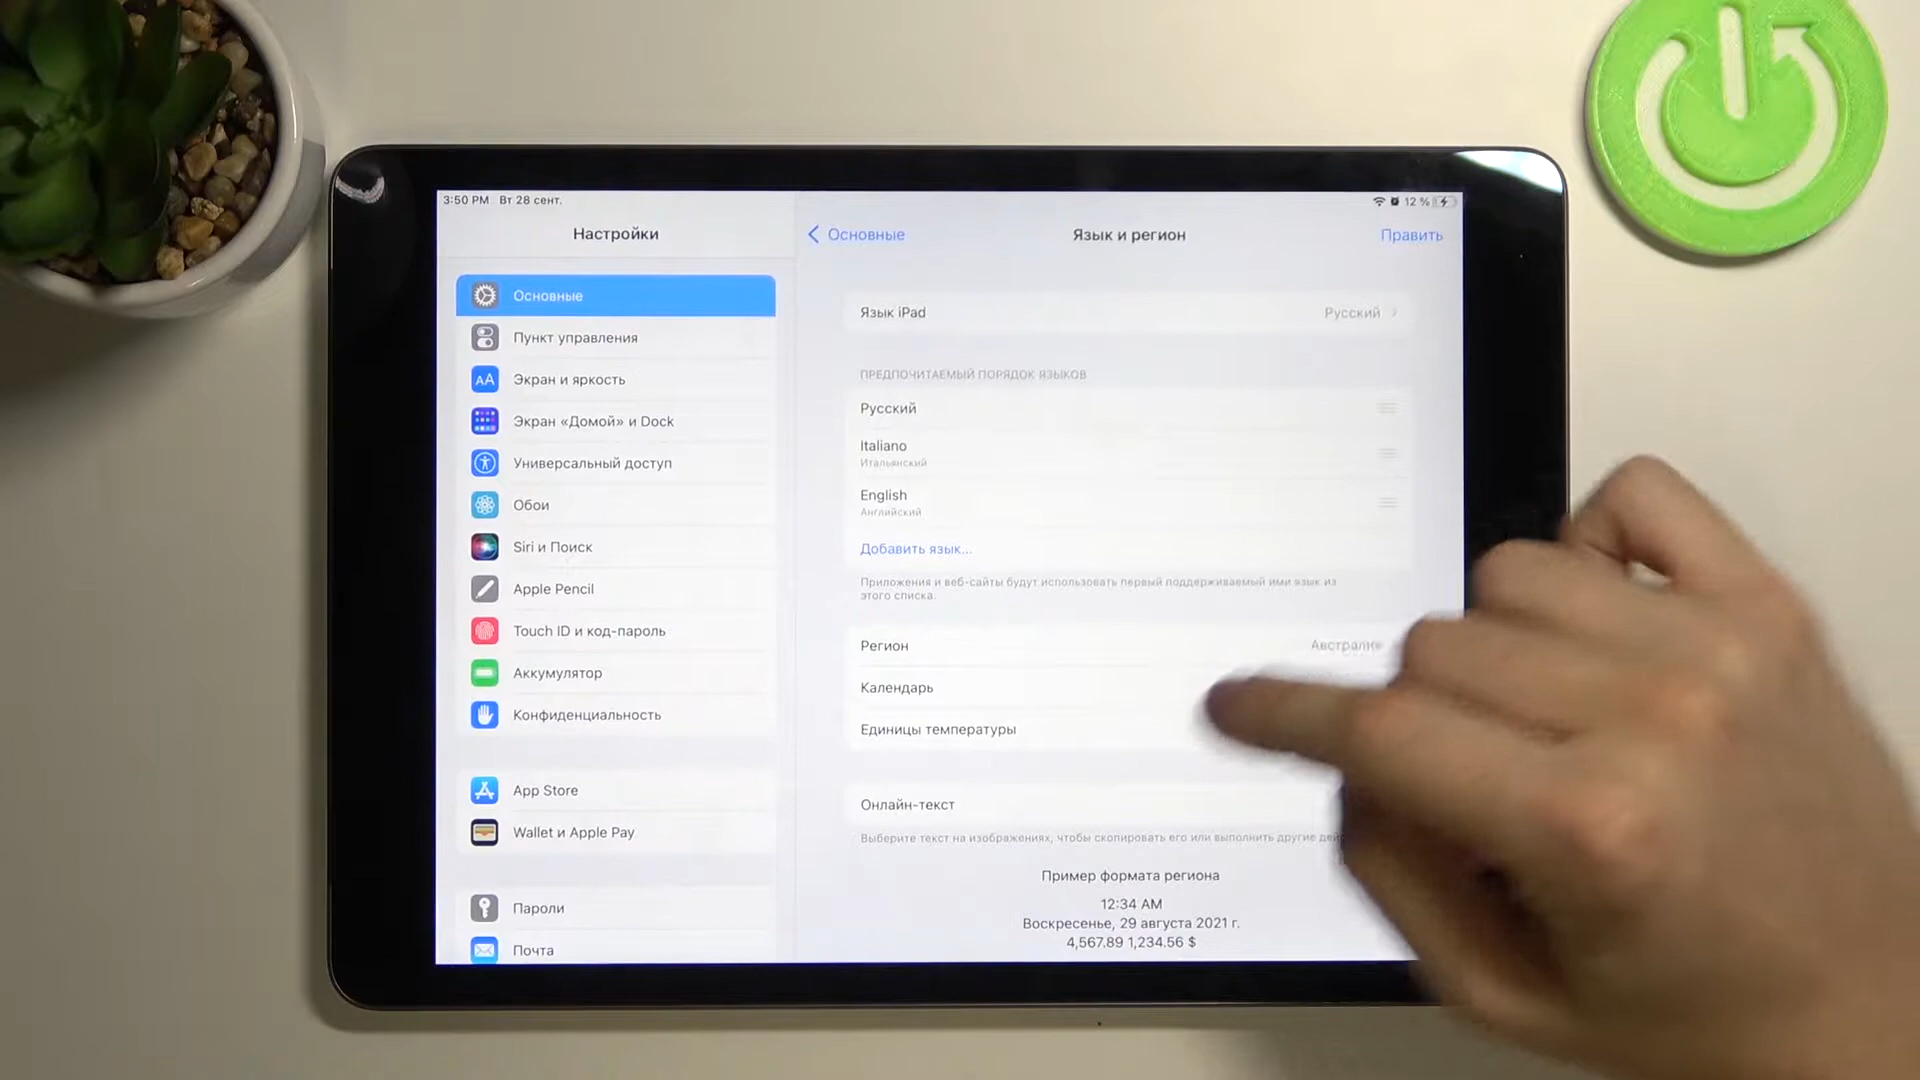 3:50 PM Вт 28 сент.
12 %
Настройки
Основные
Пункт управления
AA Экран и яркость
Экран «Домой» и Dock
Универсальный доступ
Обои
Siri и Поиск
Apple Pencil
Touch ID и код-пароль
Аккумулятор
Конфиденциальность
App Store
Wallet и Apple Pay
Пароли
Почта
Основные
Язык и регион
Править
Язык iPad Русский
ПРЕДПОЧИТАЕМЫЙ ПОРЯДОК ЯЗЫКОВ
Русский
Italiano
Итальянский
English
Английский
Добавить язык...
Приложения и веб-сайты будут использовать первый поддерживаемый ими язык из
этого списка.
Регион Австралия
Календарь
Единицы температуры
Онлайн-текст
Выберите текст на изображениях, чтобы скопировать его или выполнить другие
Пример формата региона
12:34 AM
Воскресенье, 29 августа 2021 г.
4,567.89 1,234.56 $